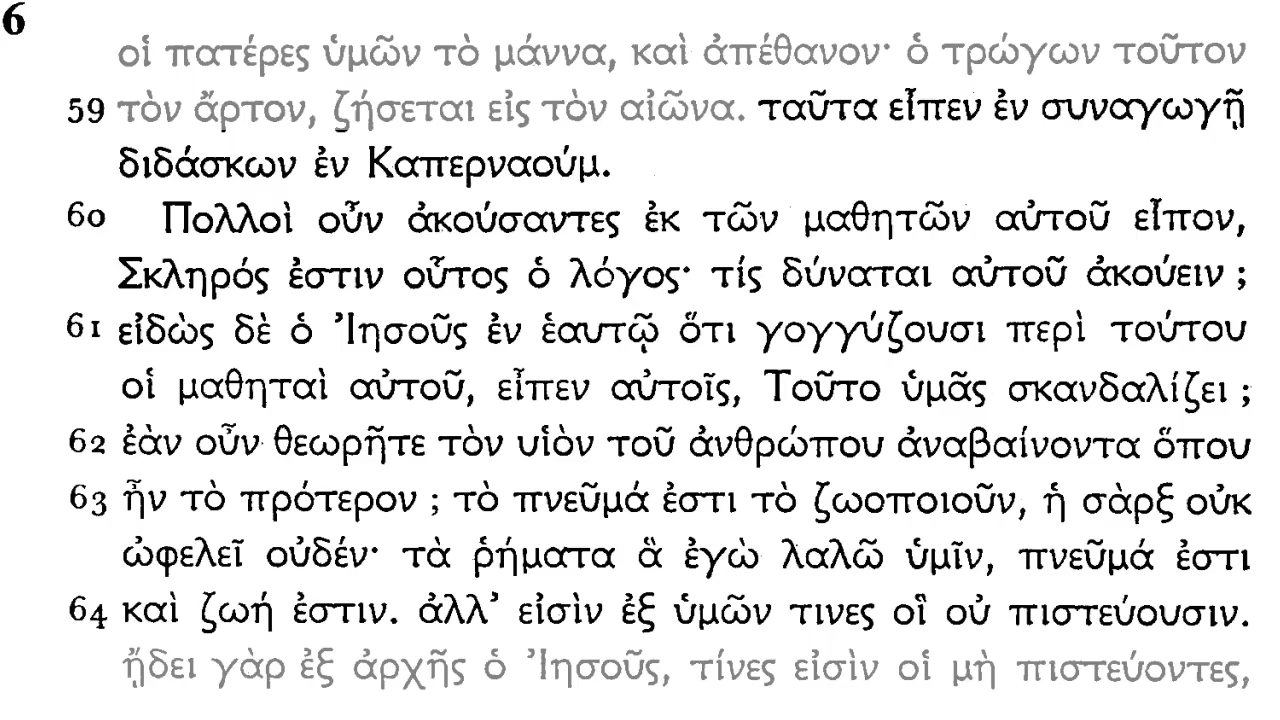 6
οἱ πατέρες ὑμῶν τὸ μάννα, καὶ ἀπέθανον· ὁ τρώγων τοῦτον
59 τὸν ἄρτον, ζήσεται εἰς τὸν αἰῶνα. ταῦτα εἶπεν ἐν συναγωγῇ
διδάσκων ἐν Καπερναούμ.
60 Πολλοὶ οὖν ἀκούσαντες ἐκ τῶν μαθητῶν αὐτοῦ εἶπον,
Σκληρός ἐστιν οὗτος ὁ λόγος· τίς δύναται αὐτοῦ ἀκούειν ;
61 εἰδὼς δὲ ὁ Ἰησοῦς ἐν ἑαυτῷ ὅτι γογγύζουσι περὶ τούτου
οἱ μαθηταὶ αὐτοῦ, εἶπεν αὐτοῖς, Τοῦτο ὑμᾶς σκανδαλίζει ;
62 ἐὰν οὖν θεωρῆτε τὸν υἱὸν τοῦ ἀνθρώπου ἀναβαίνοντα ὅπου
63 ἦν τὸ πρότερον ; τὸ πνεῦμά ἐστι τὸ ζωοποιοῦν, ἡ σὰρξ οὐκ
ὠφελεῖ οὐδέν· τὰ ῥήματα ἃ ἐγὼ λαλῶ ὑμῖν, πνεῦμά ἐστι
64 καὶ ζωή ἐστιν. ἀλλ᾽ εἰσὶν ἐξ ὑμῶν τινες οἳ οὐ πιστεύουσιν.
ᾔδει γὰρ ἐξ ἀρχῆς ὁ Ἰησοῦς, τίνες εἰσὶν οἱ μὴ πιστεύοντες,